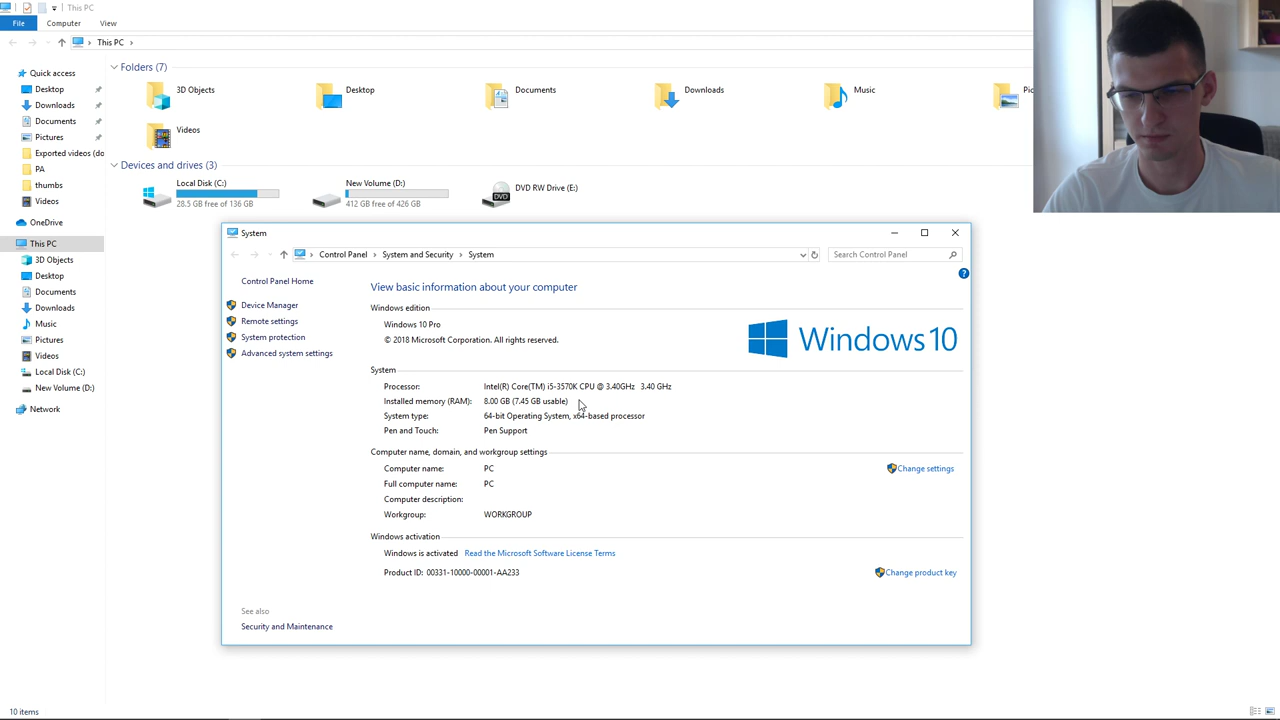 This PC
File
Computer
View
This PC
Quick access
Desktop
Downloads
Documents
Pictures
Exported videos (do
PA
thumbs
Videos
OneDrive
This PC
3D Objects
Desktop
Documents
Downloads
Music
Pictures
Videos
Local Disk (C:)
New Volume (D:)
Network
Folders (7)
3D Objects
Desktop
Documents
Downloads
Music
Pic
Videos
Devices and drives (3)
Local Disk (C:)
28.5 GB free of 136 GB
New Volume (D:)
412 GB free of 426 GB
DVD
DVD RW Drive (E:)
System
Control Panel
System and Security
System
Search Control Panel
Control Panel Home
Device Manager
Remote settings
System protection
Advanced system settings
See also
Security and Maintenance
View basic information about your computer
Windows edition
Windows 10 Pro
© 2018 Microsoft Corporation. All rights reserved.
Windows 10
System
Processor: Intel(R) Core(TM) i5-3570K CPU @ 3.40GHz 3.40 GHz
Installed memory (RAM): 8.00 GB (7.45 GB usable)
System type: 64-bit Operating System, x64-based processor
Pen and Touch: Pen Support
Computer name, domain, and workgroup settings
Computer name: PC
Change settings
Full computer name: PC
Computer description:
Workgroup: WORKGROUP
Windows activation
Windows is activated Read the Microsoft Software License Terms
Product ID: 00331-10000-00001-AA233
Change product key
10 items